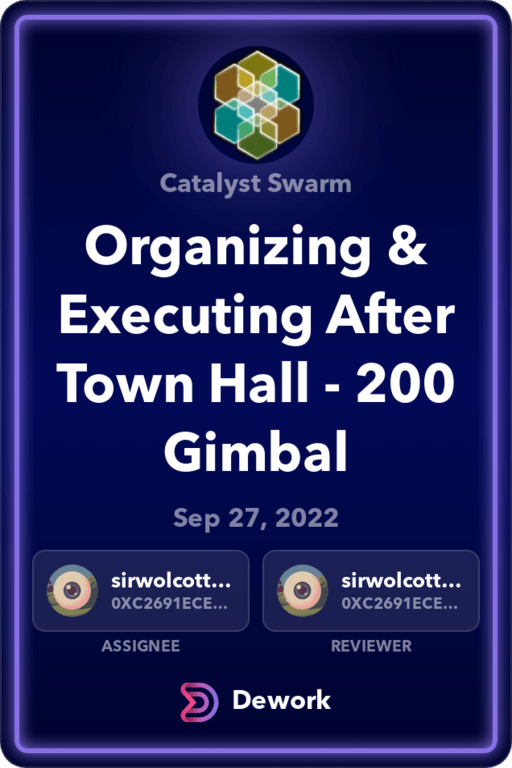 Catalyst Swarm
Organizing &
Executing After
Town Hall - 200
Gimbal
Sep 27, 2022
sirwolcott...
0XC2691ECE...
ASSIGNEE
sirwolcott...
0XC2691ECE...
REVIEWER
Dework